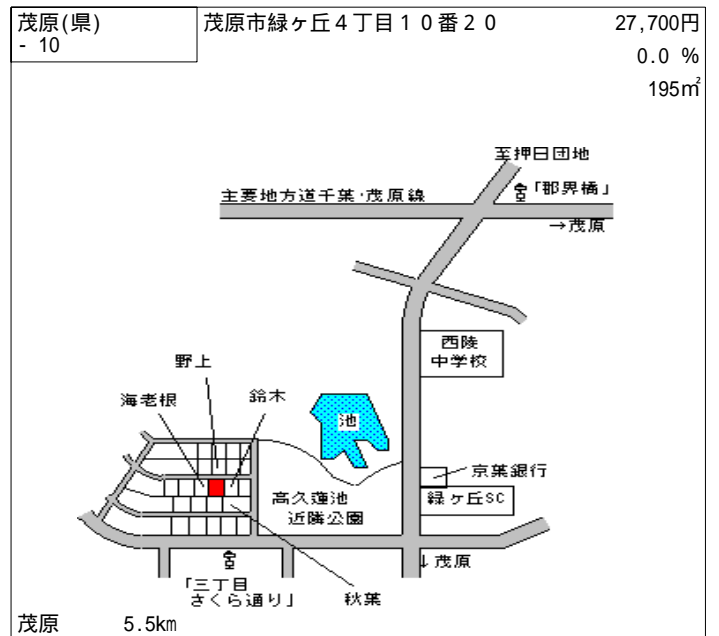 茂原(県)
- 10
茂原市緑ヶ丘４丁目１０番２０
27,700円
0.0 %
195㎡
至押日団地
主要地方道千葉・茂原線
「郡界橋」
→茂原
西陵
中学校
野上
海老根
鈴木
池
京葉銀行
緑ヶ丘SC
高久蓮池
近隣公園
↓茂原
「三丁目
さくら通り」
秋葉
茂原 5.5km